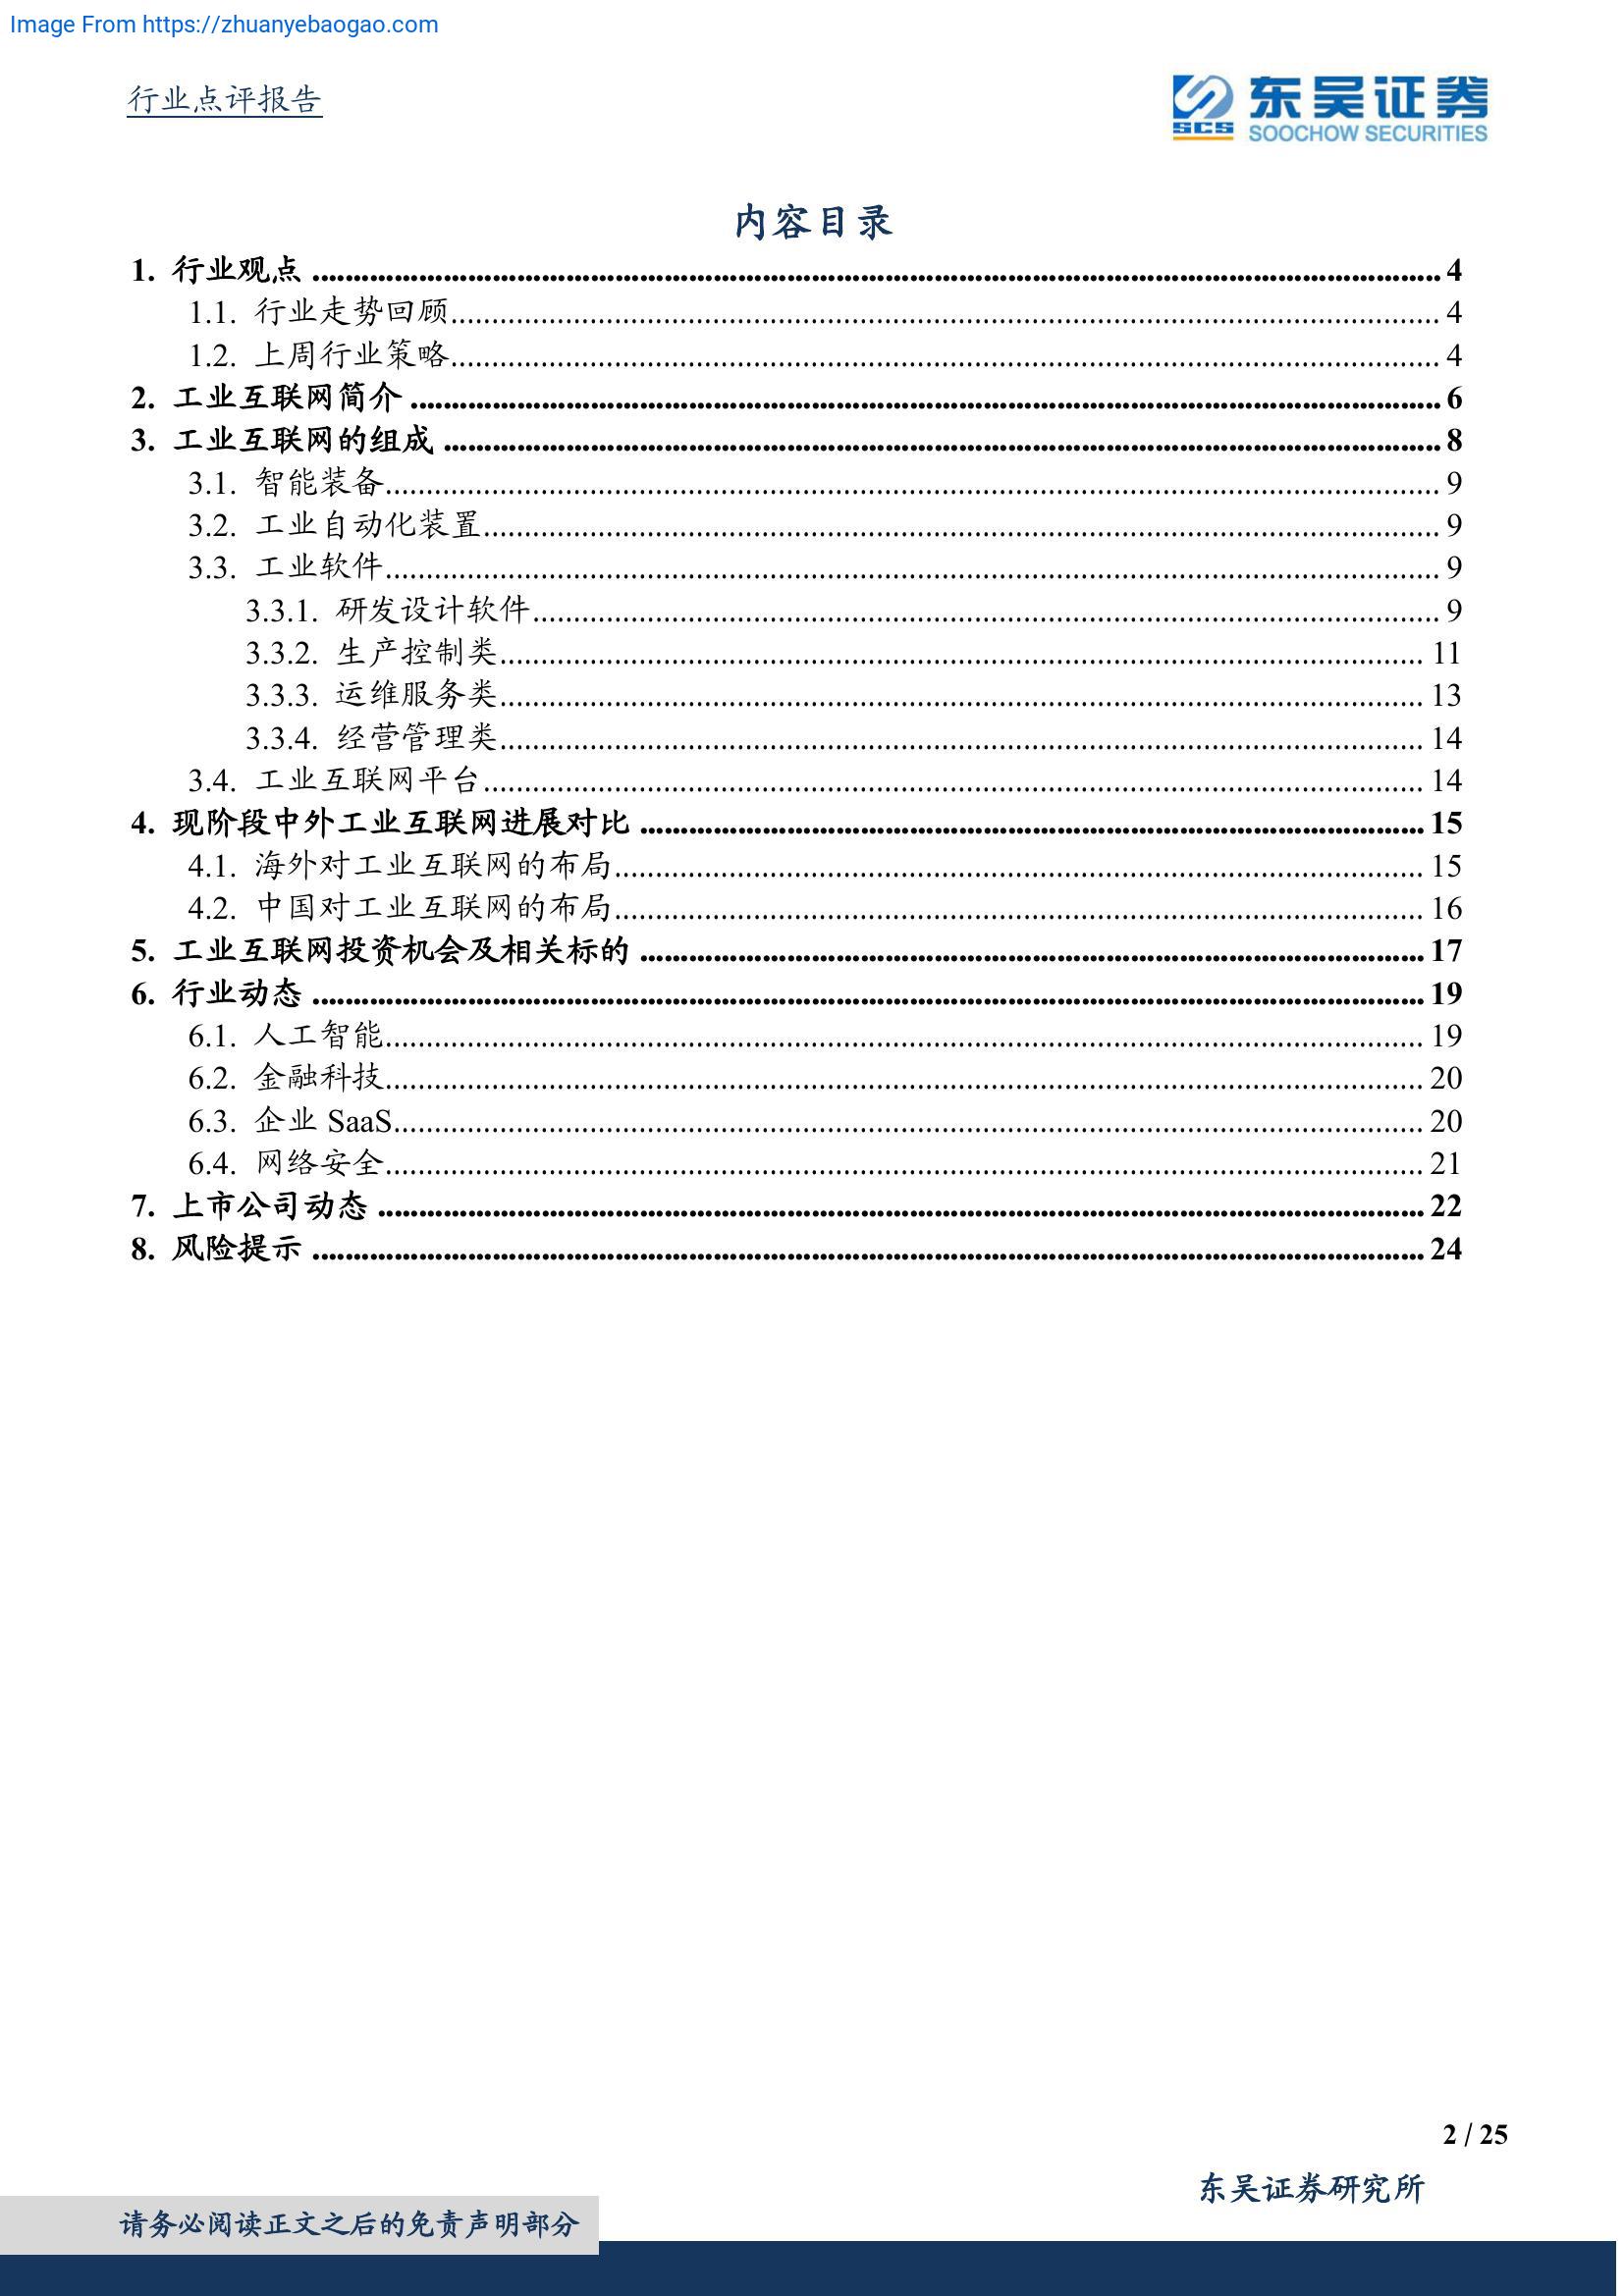 Image From https://zhuanyebaogao.com
行业点评报告
SCS 东吴证券
SOOCHOW SECURITIES
内容目录
1. 行业观点 ........ 4
1.1. 行业走势回顾 ........ 4
1.2. 上周行业策略 ........ 4
2. 工业互联网简介 ........ 6
3. 工业互联网的组成 ........ 8
3.1. 智能装备 ........ 9
3.2. 工业自动化装置 ........ 9
3.3. 工业软件 ........ 9
3.3.1. 研发设计软件 ........ 9
3.3.2. 生产控制类 ........ 11
3.3.3. 运维服务类 ........ 13
3.3.4. 经营管理类 ........ 14
3.4. 工业互联网平台 ........ 14
4. 现阶段中外工业互联网进展对比 ........ 15
4.1. 海外对工业互联网的布局 ........ 15
4.2. 中国对工业互联网的布局 ........ 16
5. 工业互联网投资机会及相关标的 ........ 17
6. 行业动态 ........ 19
6.1. 人工智能 ........ 19
6.2. 金融科技 ........ 20
6.3. 企业 SaaS ........ 20
6.4. 网络安全 ........ 21
7. 上市公司动态 ........ 22
8. 风险提示 ........ 24
2 / 25
东吴证券研究所
请务必阅读正文之后的免责声明部分